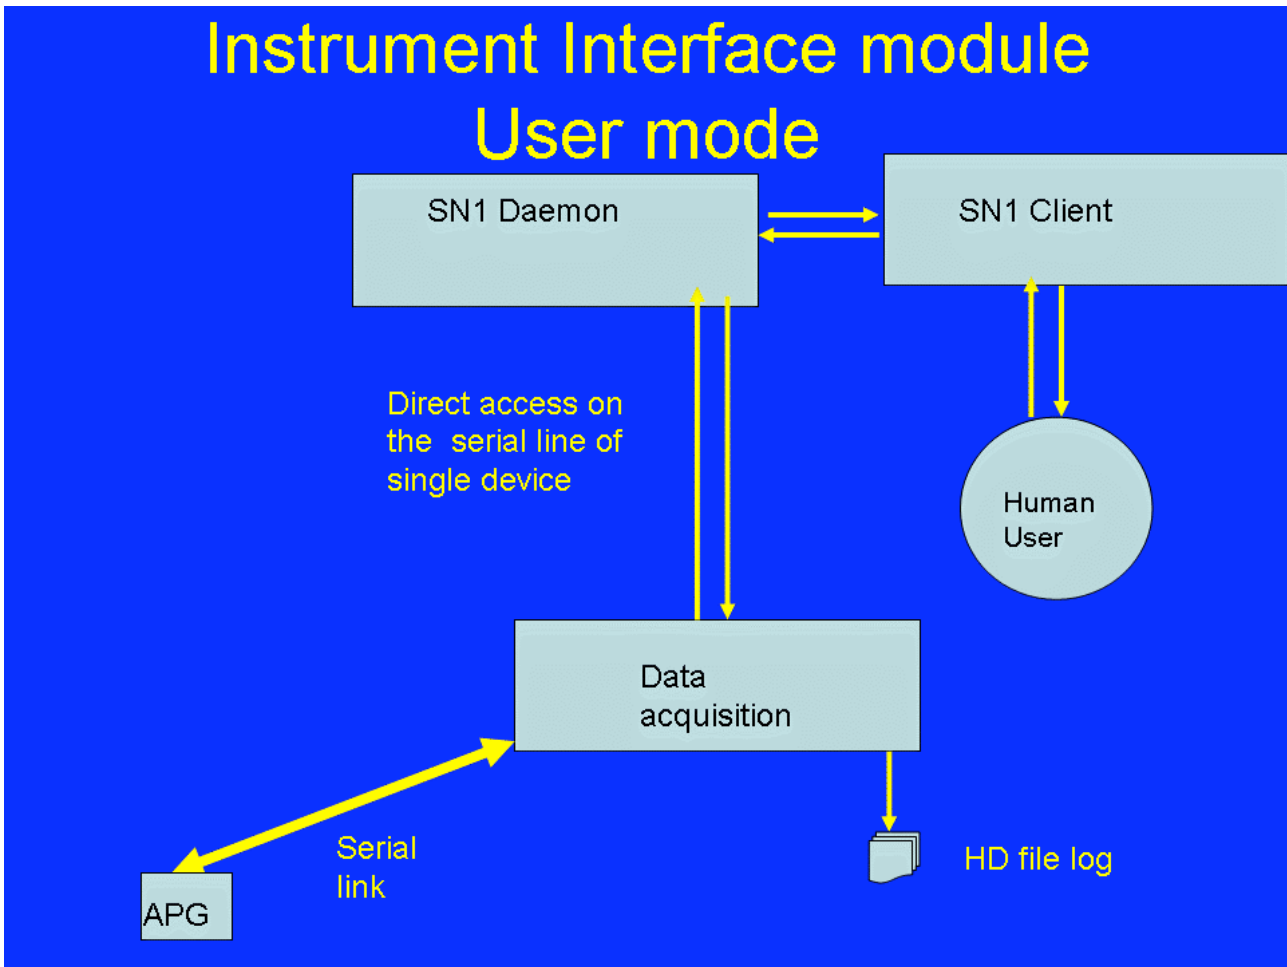 Instrument Interface module
User mode
SN1 Daemon
SN1 Client
Direct access on
the serial line of
single device
Human
User
Data
acquisition
Serial
link
HD file log
APG